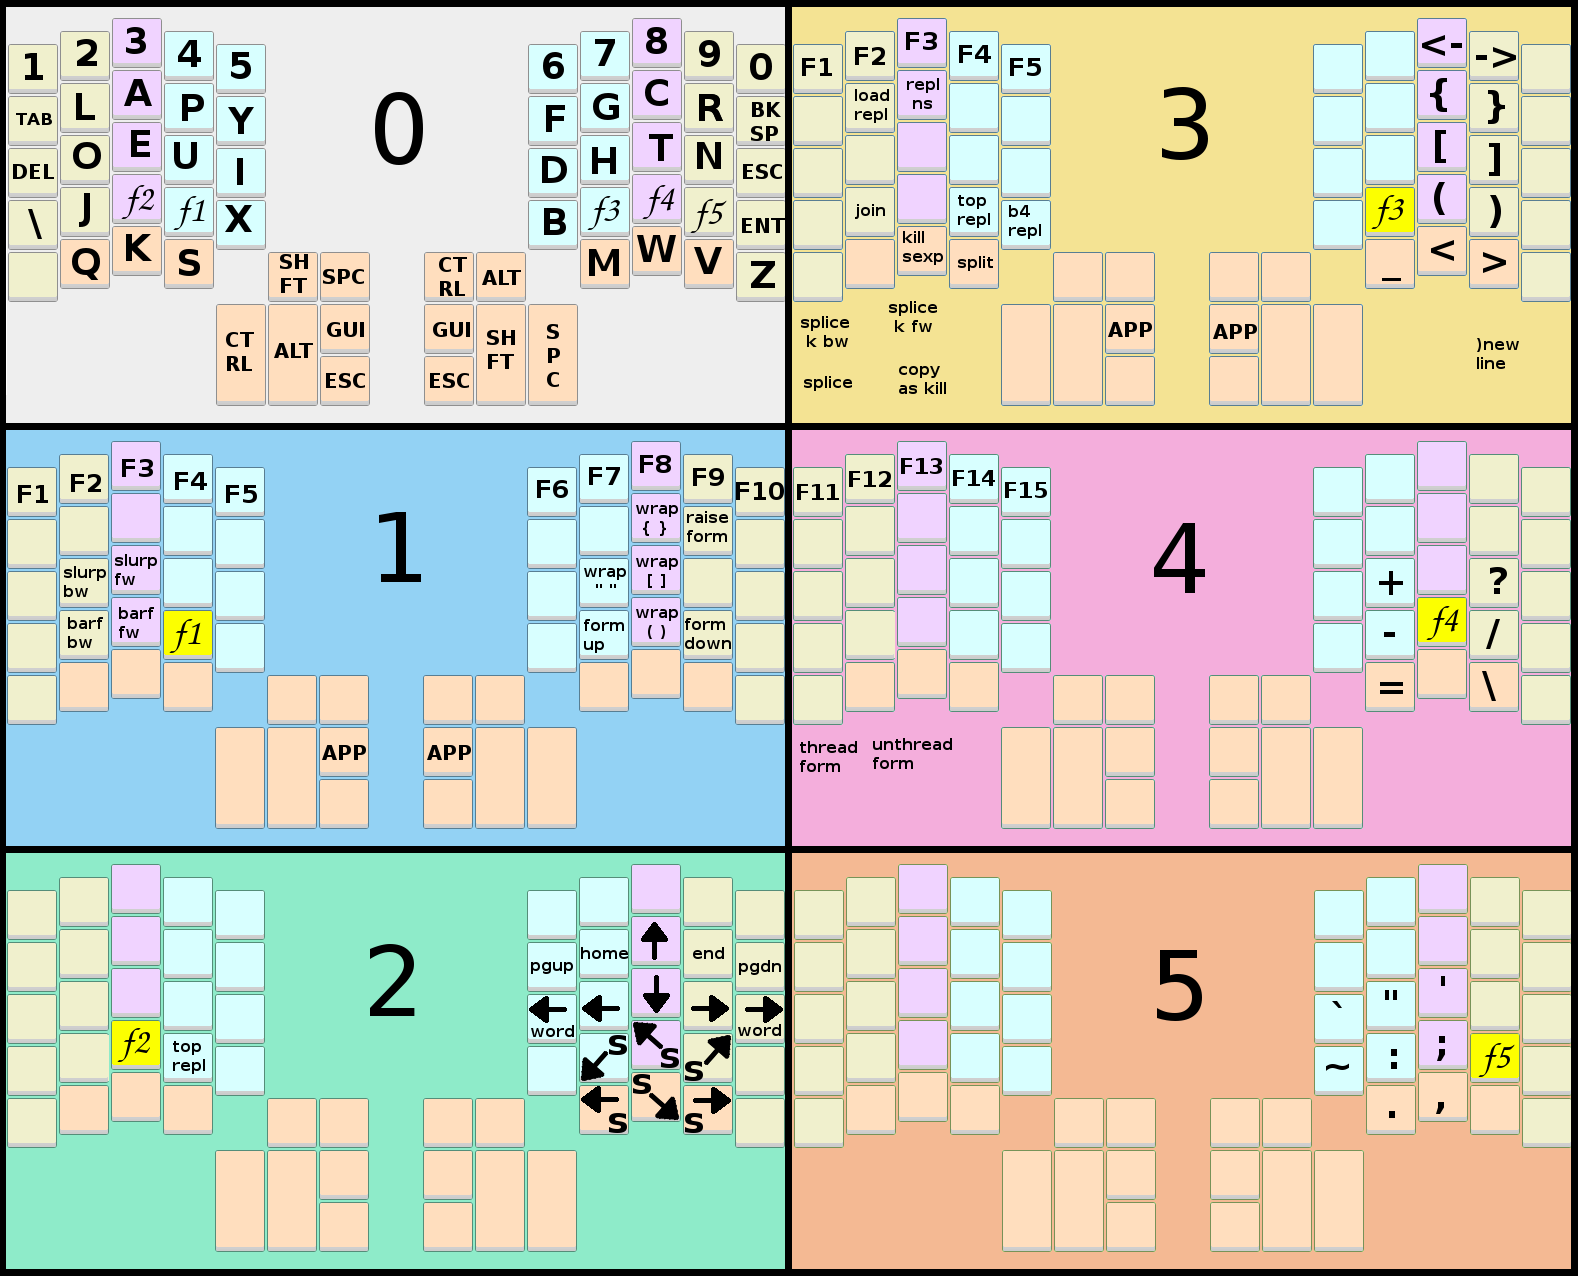 1 2 3 4 5 6 7 8 9 0
TAB L A P Y F G C R BK SP
DEL O E U I D H T N ESC
\ J f2 f1 X B f3 f4 f5 ENT
Q K S M W V Z
SH FT SPC CT RL ALT
CT RL ALT GUI GUI SH FT S P C
ESC ESC
0
F1 F2 F3 F4 F5 <- ->
load repl repl ns { }
[ ]
join top repl b4 repl f3 ( )
kill sexp split _ < >
splice k bw splice k fw APP APP )new line
splice copy as kill
3
F1 F2 F3 F4 F5 F6 F7 F8 F9 F10
wrap { } raise form
slurp bw slurp fw wrap " " wrap [ ]
barf bw barf fw f1 form up wrap ( ) form down
APP APP
1
F11 F12 F13 F14 F15
+ ?
- f4 /
= \
thread form unthread form
4
pgup home end pgdn
word word
f2 top repl S S S
S S S
2
` " '
~ : ; f5
. ,
5